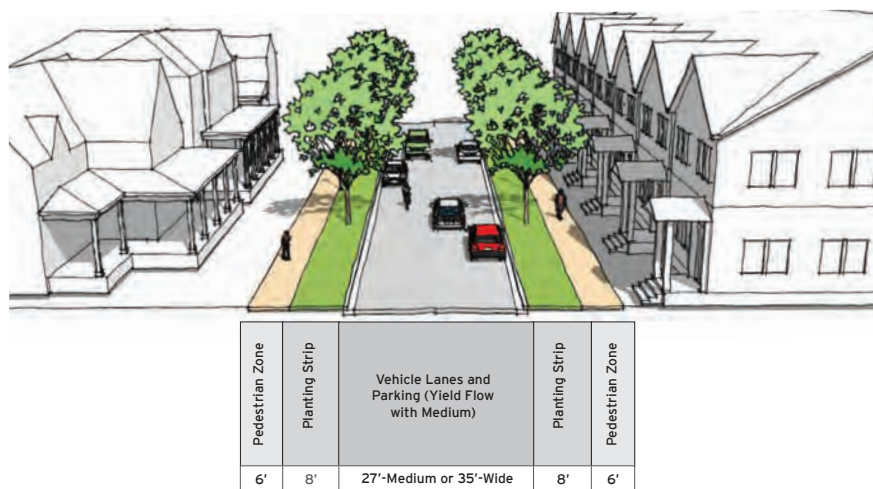 Pedestrian Zone
Planting Strip
Vehicle Lanes and
Parking (Yield Flow
with Medium)
Planting Strip
Pedestrian Zone
6’
8’
27’-Medium or 35’-Wide
8’
6’